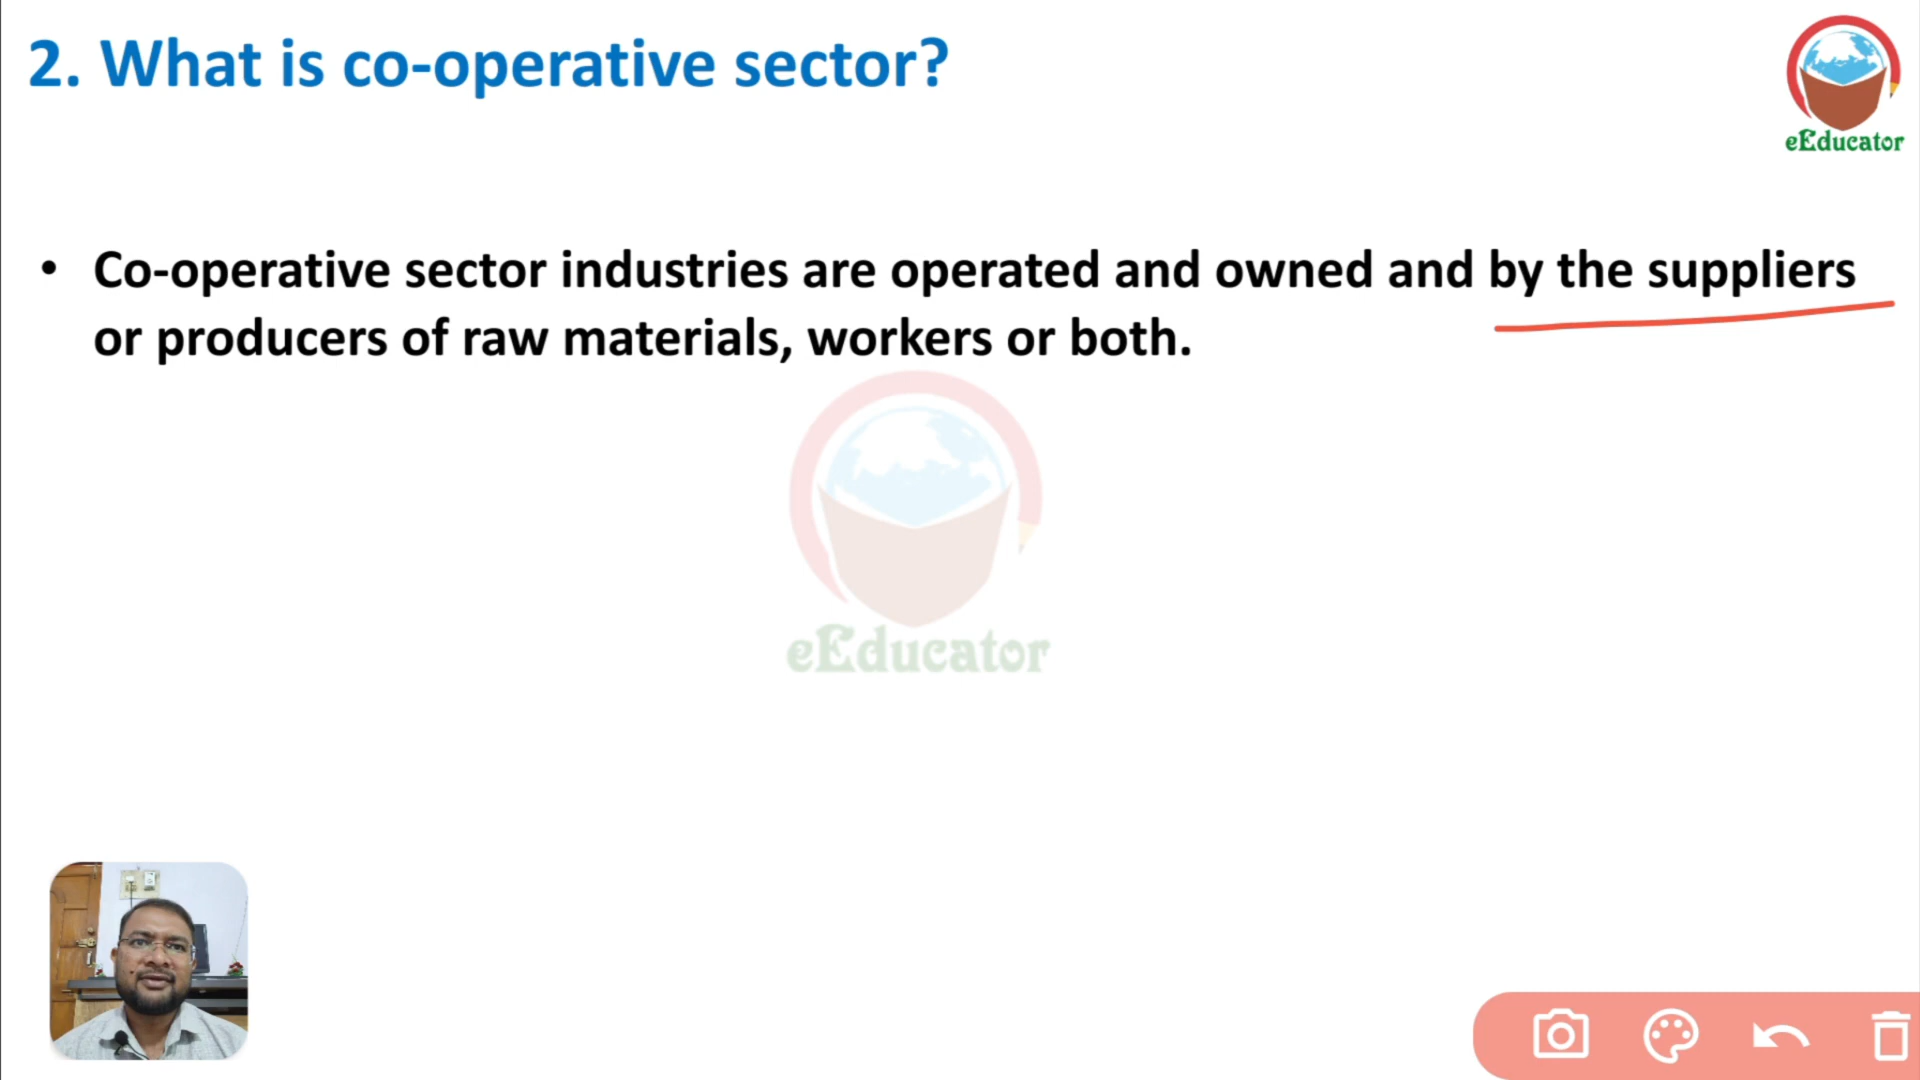 2. What is co-operative sector?
eEducator
• Co-operative sector industries are operated and owned and by the suppliers
or producers of raw materials, workers or both.
eEducator